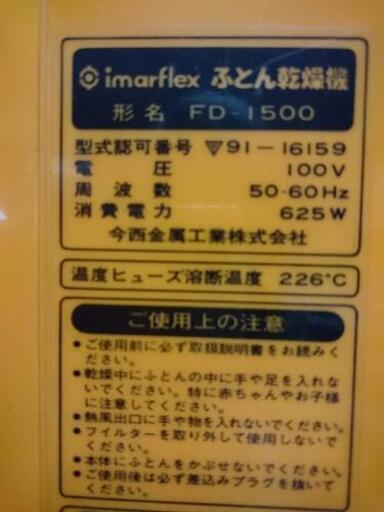 imarflex ふとん乾燥機
形名 FD-1500
型式認可番号 ▽91-16159
電圧 100V
周波数 50-60Hz
消費電力 625W
今西金属工業株式会社
温度ヒューズ溶断温度 226℃
ご使用上の注意
●ご使用前に必ず取扱説明書をお読みく
ださい。
●乾燥中にふとんの中に手や足を入れな
いでください。特に赤ちゃんやお子様
に注意してください。
●熱風出口に手や物を入れないでください。
●フイルターを取り外して使用しないで
ください。
●本体にふとんをかぶせないでください。
●ご使用後は必ず差込みプラグを抜いて
ください。